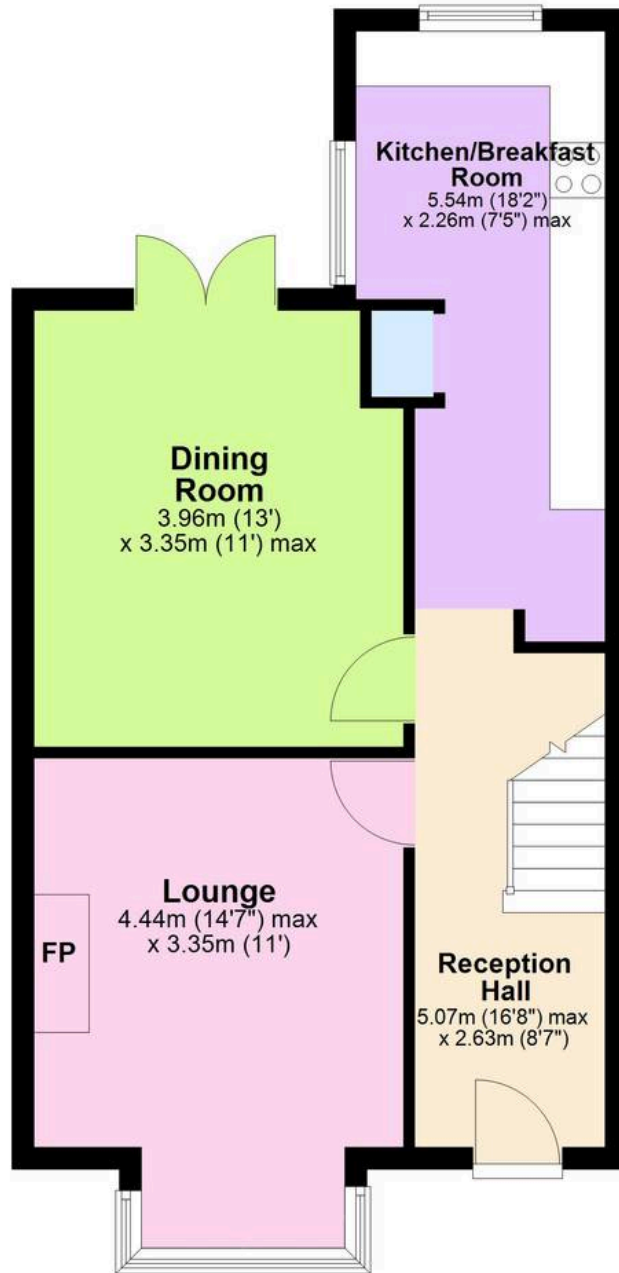 Kitchen/Breakfast
Room
5.54m (18'2")
x 2.26m (7'5") max
Dining
Room
3.96m (13')
x 3.35m (11') max
Lounge
4.44m (14'7") max
x 3.35m (11')
FP
Reception
Hall
5.07m (16'8") max
x 2.63m (8'7")